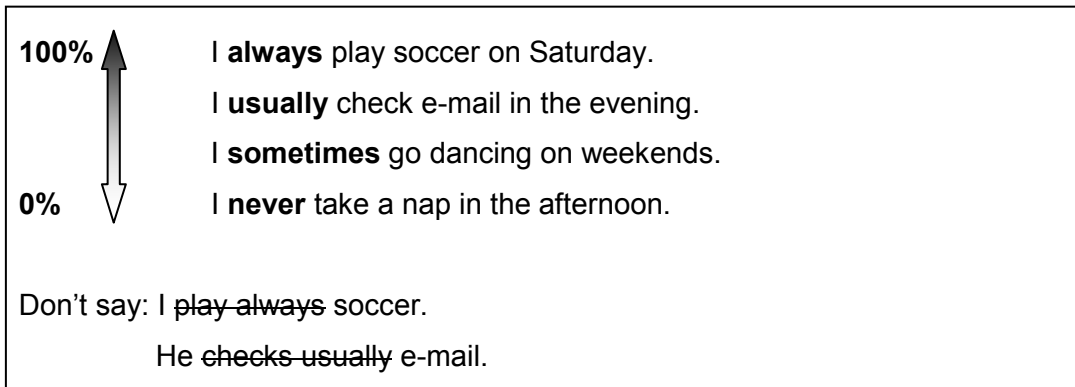 100% I always play soccer on Saturday.
I usually check e-mail in the evening.
I sometimes go dancing on weekends.
0% I never take a nap in the afternoon.
Don't say: I play always soccer.
He checks usually e-mail.